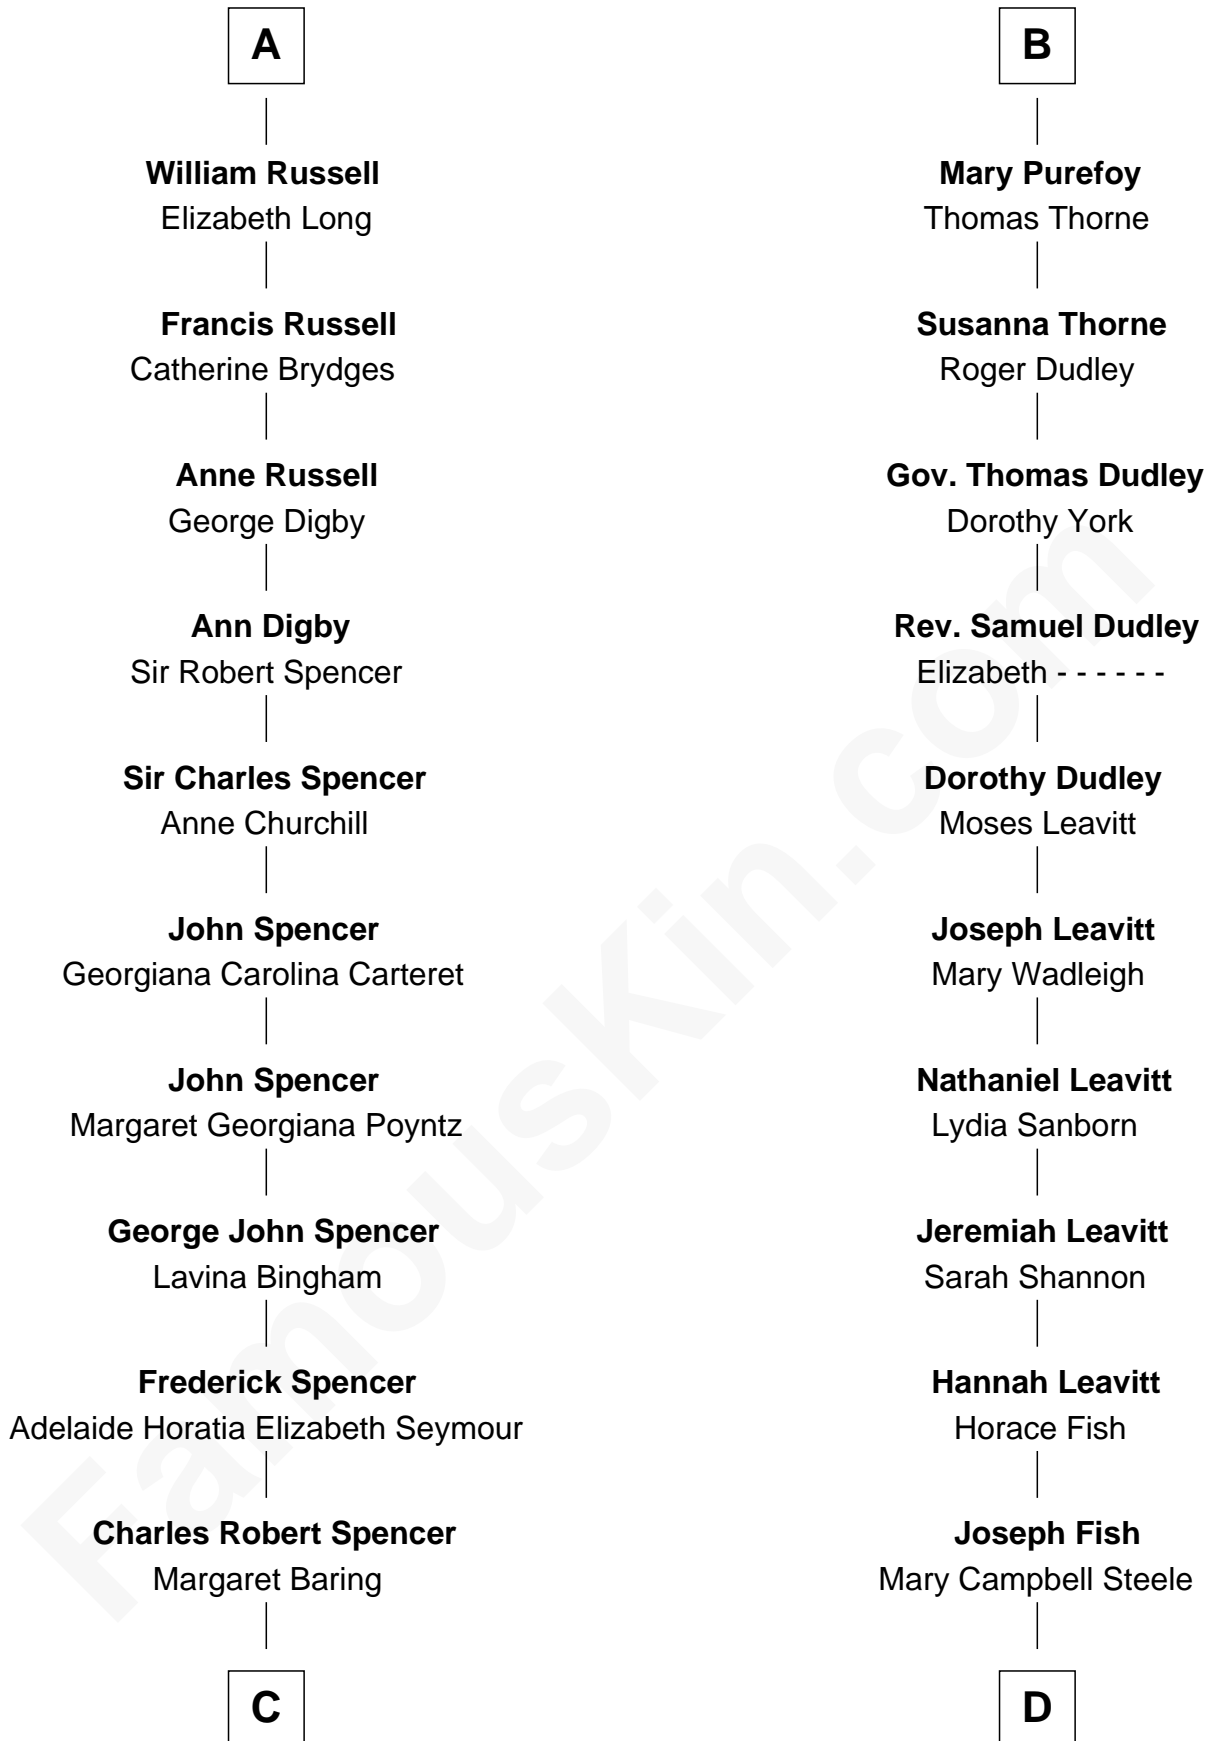 A
William Russell
Elizabeth Long
Francis Russell
Catherine Brydges
Anne Russell
George Digby
Ann Digby
Sir Robert Spencer
Sir Charles Spencer
Anne Churchill
John Spencer
Georgiana Carolina Carteret
John Spencer
Margaret Georgiana Poyntz
George John Spencer
Lavina Bingham
Frederick Spencer
Adelaide Horatia Elizabeth Seymour
Charles Robert Spencer
Margaret Baring
C
B
Mary Purefoy
Thomas Thorne
Susanna Thorne
Roger Dudley
Gov. Thomas Dudley
Dorothy York
Rev. Samuel Dudley
Elizabeth - - - - - -
Dorothy Dudley
Moses Leavitt
Joseph Leavitt
Mary Wadleigh
Nathaniel Leavitt
Lydia Sanborn
Jeremiah Leavitt
Sarah Shannon
Hannah Leavitt
Horace Fish
Joseph Fish
Mary Campbell Steele
D
FamousKin.com